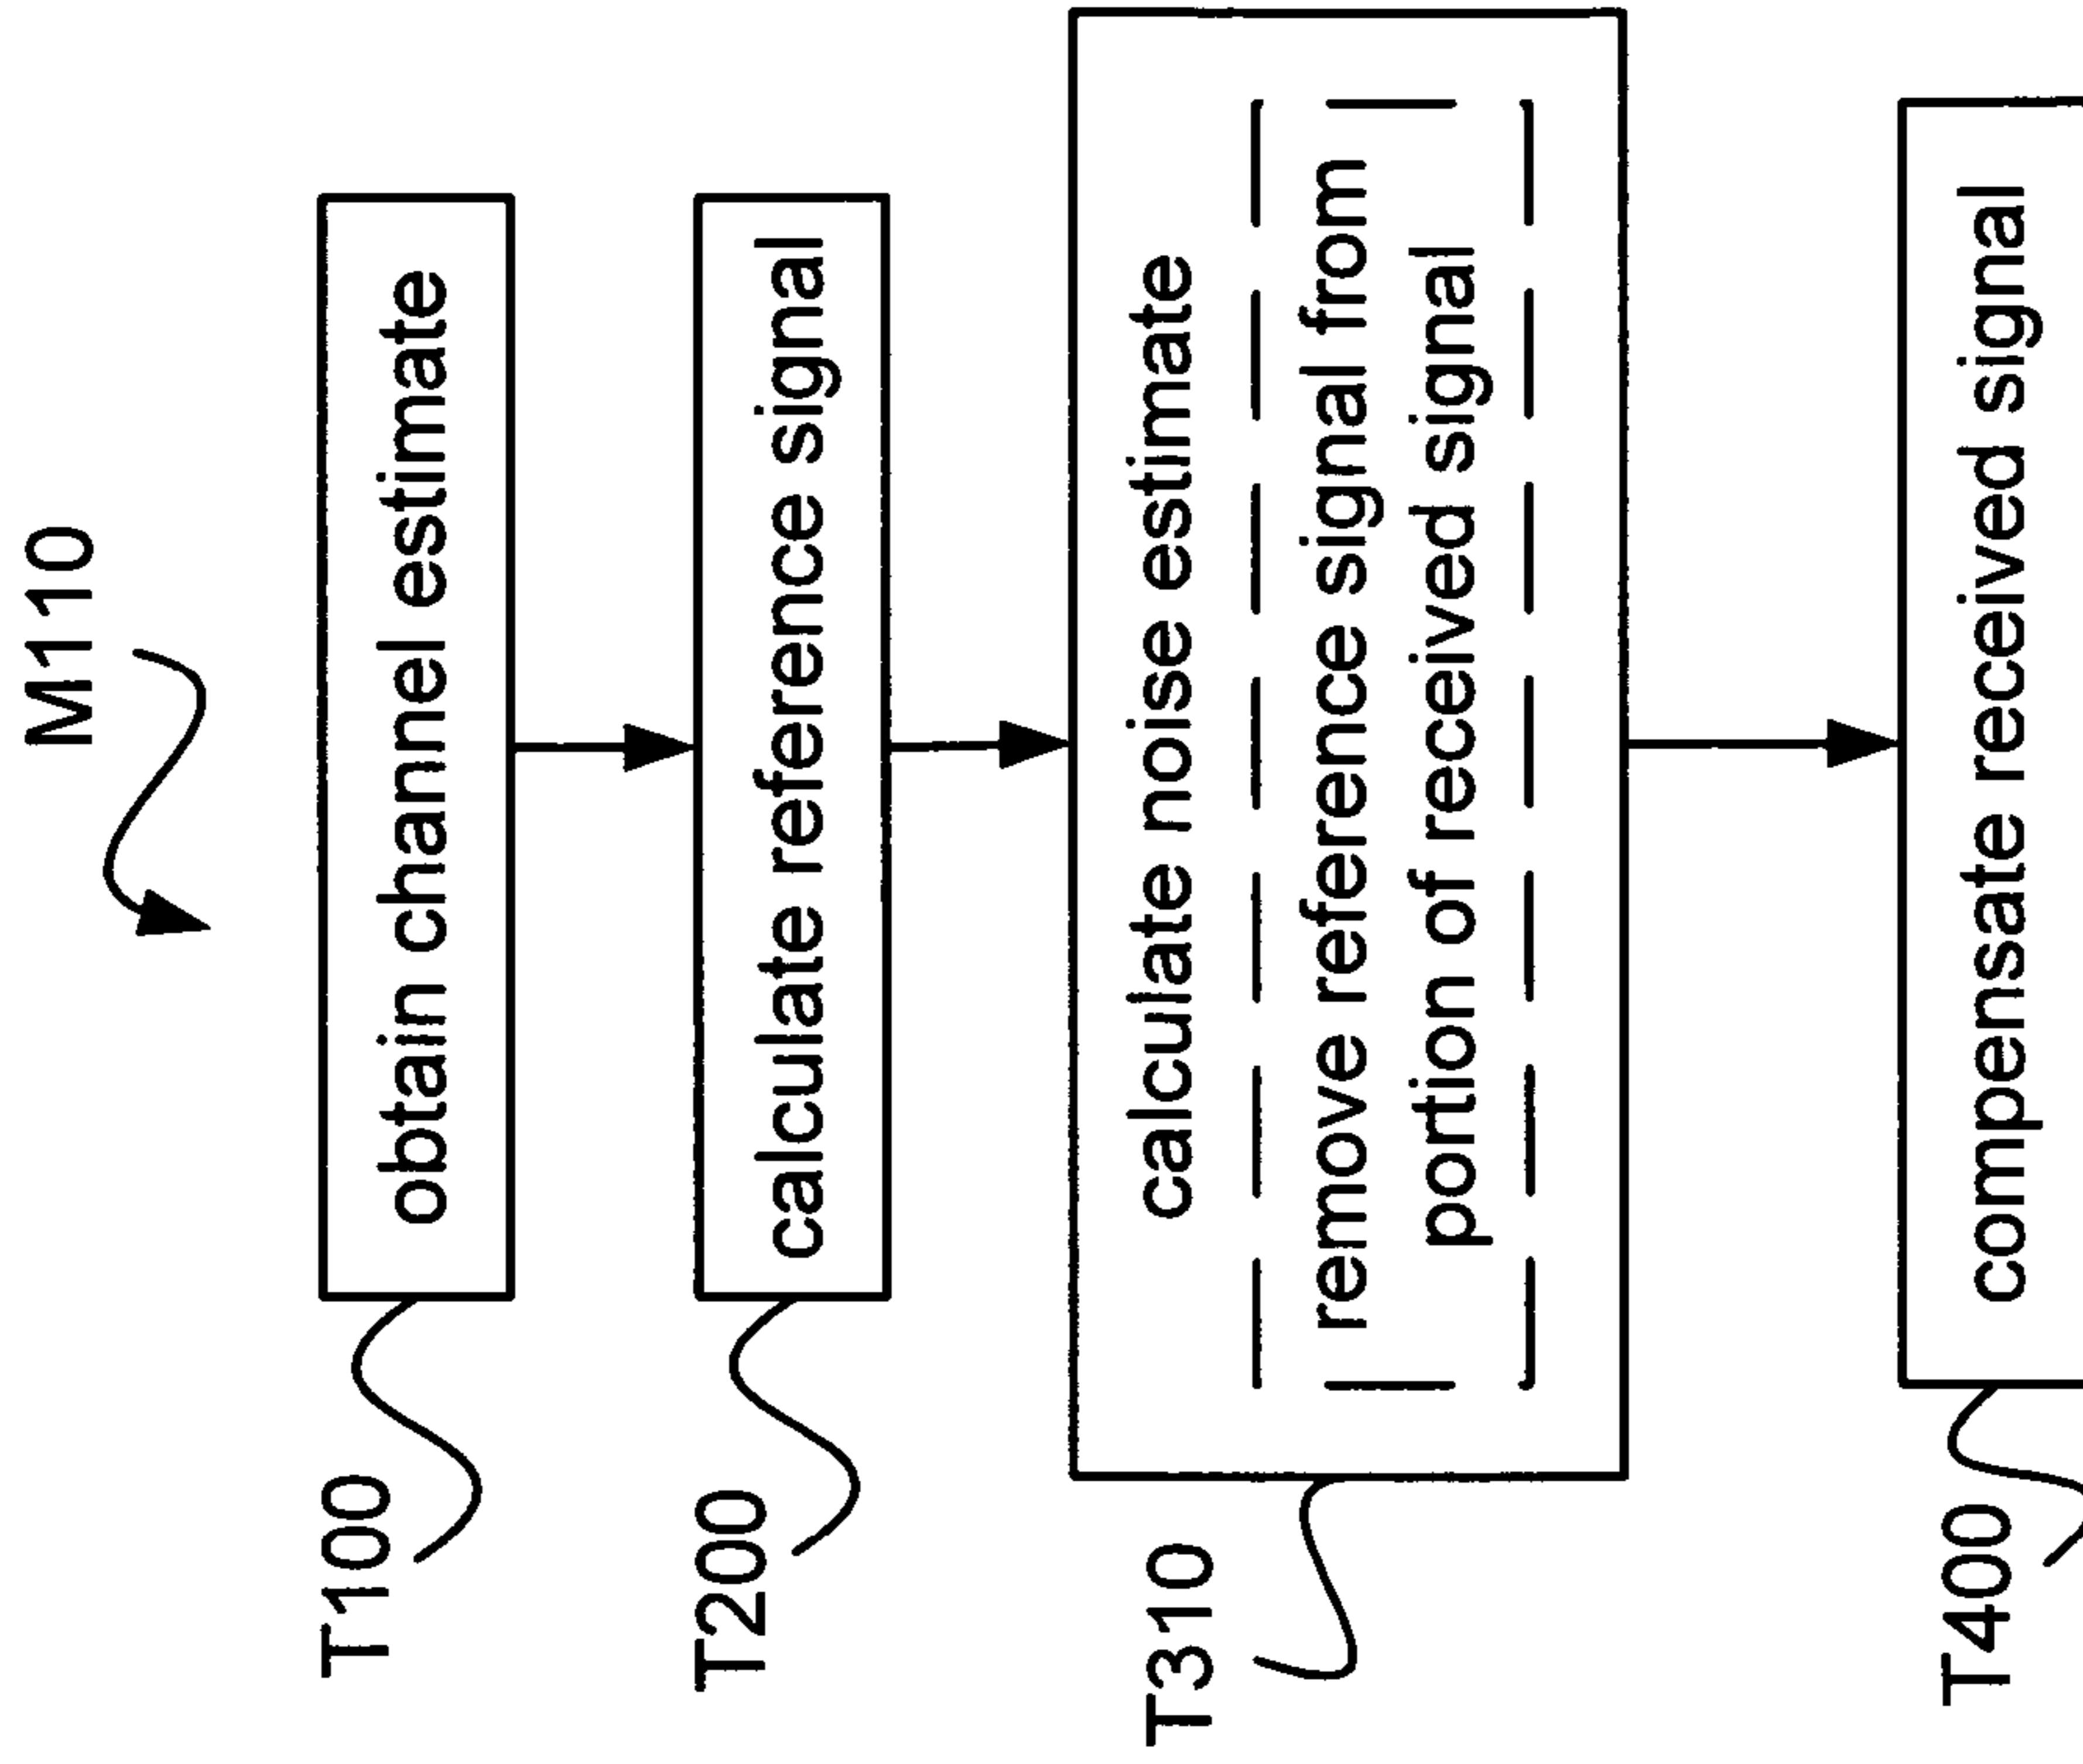 M110
T100
obtain channel estimate
T200
calculate reference signal
T310
calculate noise estimate
remove reference signal from
portion of received signal
T400
compensate received signal